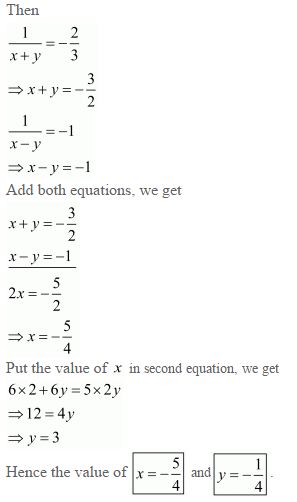 Then
1/(x+y) = -2/3
⇒ x+y = -3/2
1/(x-y) = -1
⇒ x-y = -1
Add both equations, we get
x+y = -3/2
x-y = -1
2x = -5/2
⇒ x = -5/4
Put the value of x in second equation, we get
6×2+6y = 5×2y
⇒ 12 = 4y
⇒ y = 3
Hence the value of x = -5/4 and y = -1/4 .